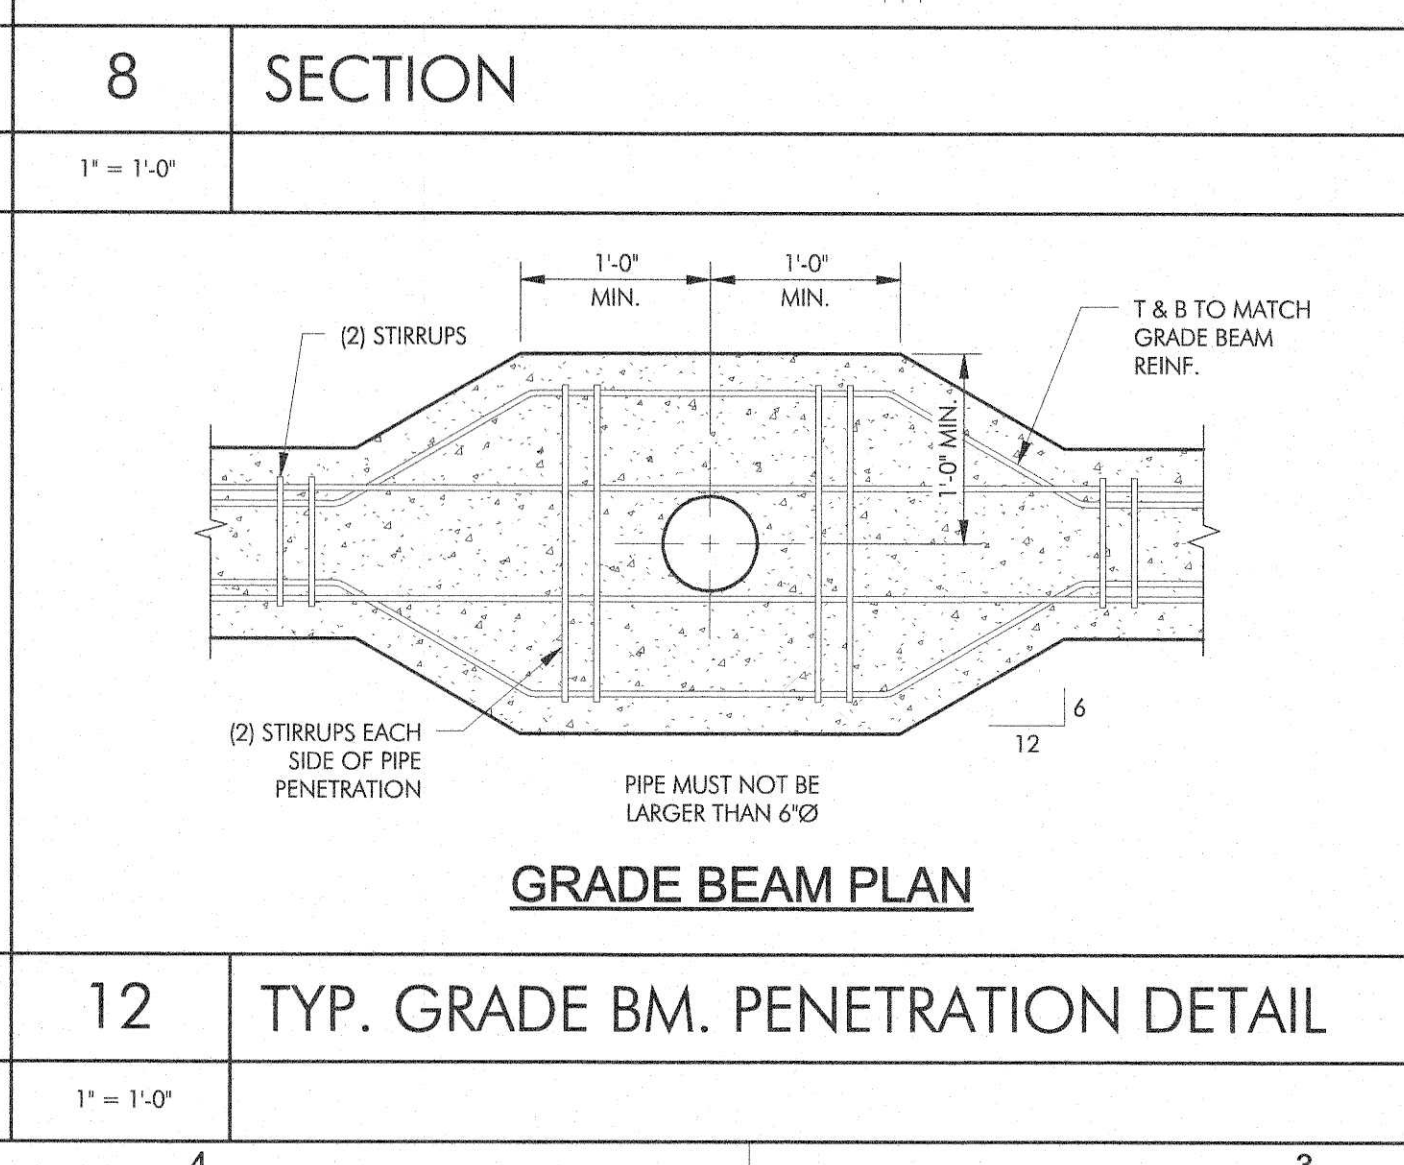 8
SECTION
1" = 1'-0"
1'-0"
MIN.
1'-0"
MIN.
(2) STIRRUPS
T & B TO MATCH
GRADE BEAM
REINF.
1'-0" MIN.
(2) STIRRUPS EACH
SIDE OF PIPE
PENETRATION
6
12
PIPE MUST NOT BE
LARGER THAN 6"Ø
GRADE BEAM PLAN
12
TYP. GRADE BM. PENETRATION DETAIL
1" = 1'-0"
4
3